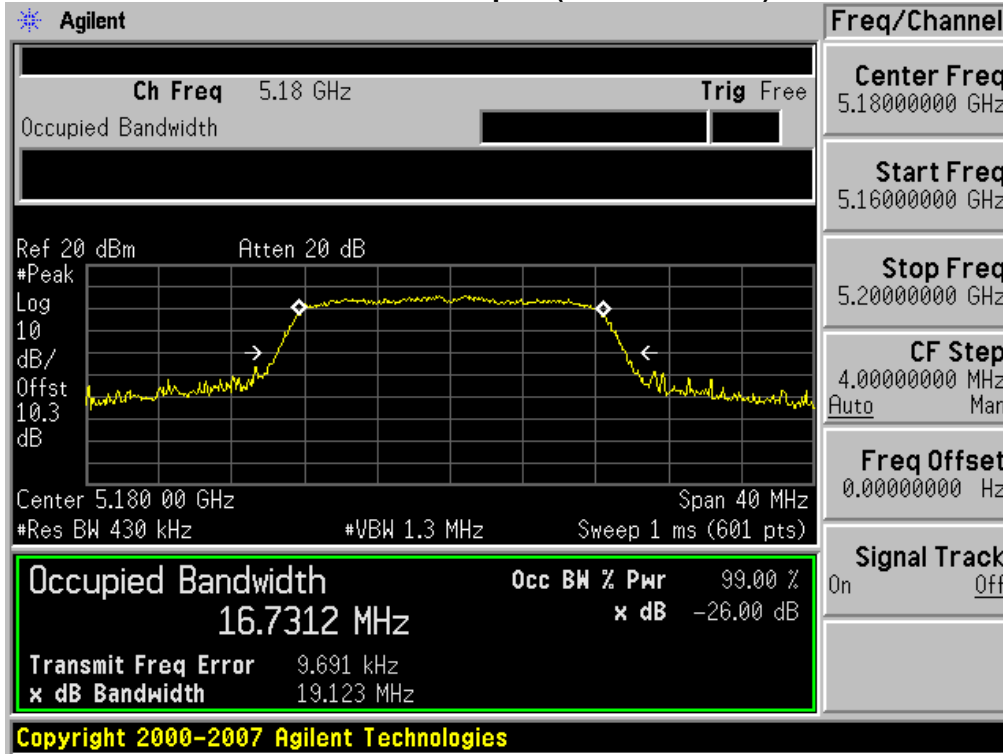 Agilent
Freq/Channel
Ch Freq 5.18 GHz Trig Free
Occupied Bandwidth
Center Freq
5.18000000 GHz
Start Freq
5.16000000 GHz
Stop Freq
5.20000000 GHz
CF Step
4.00000000 MHz
Auto Man
Freq Offset
0.00000000 Hz
Signal Track
On Off
Ref 20 dBm Atten 20 dB
#Peak
Log
10
dB/
Offst
10.3
dB
Center 5.180 00 GHz Span 40 MHz
#Res BW 430 kHz #VBW 1.3 MHz Sweep 1 ms (601 pts)
Occupied Bandwidth
16.7312 MHz
Occ BW % Pwr 99.00 %
x dB -26.00 dB
Transmit Freq Error 9.691 kHz
x dB Bandwidth 19.123 MHz
Copyright 2000-2007 Agilent Technologies